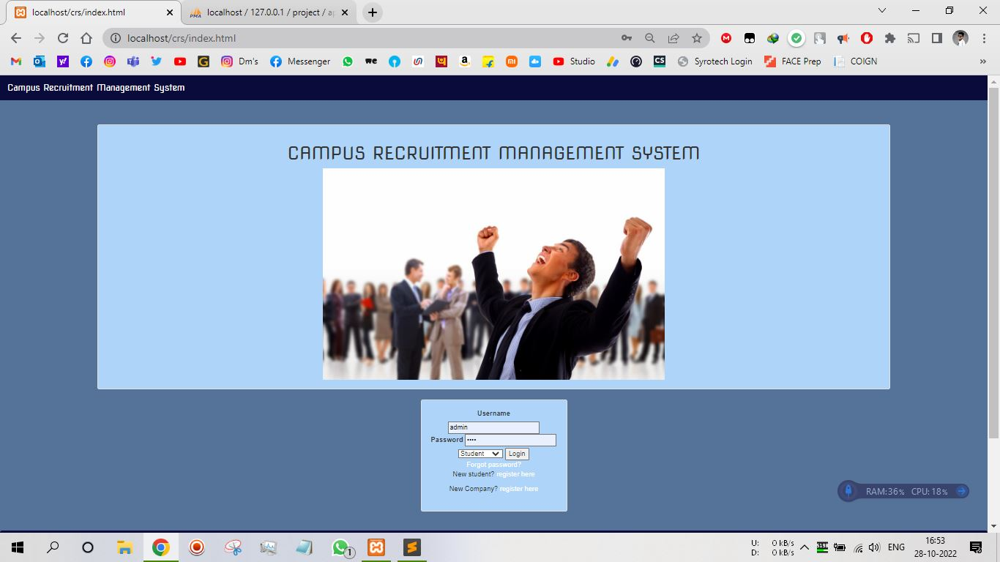 localhost/crs/index.html
localhost / 127.0.0.1 / project / ap
localhost/crs/index.html
Dm's
Messenger
Studio
Syrotech Login
FACE Prep
COIGN
Campus Recruitment Management System
CAMPUS RECRUITMENT MANAGEMENT SYSTEM
Username
admin
Password ••••
Student Login
Forgot password?
New student? register here
New Company? register here
RAM:36% CPU:18%
U: 0 kB/s
D: 0 kB/s
ENG
16:53
28-10-2022